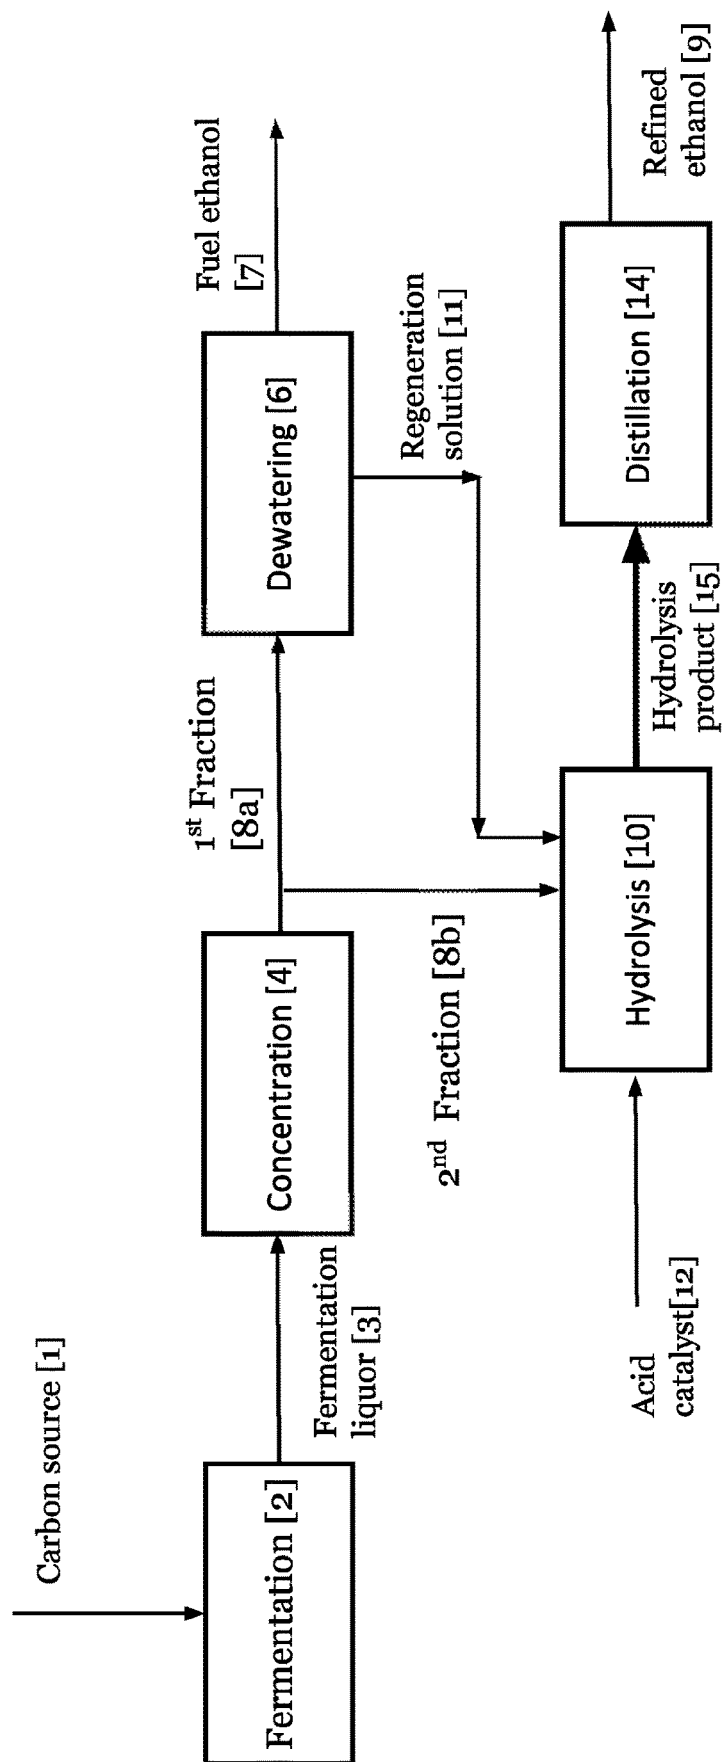 Carbon source [1]
Fermentation [2]
Fermentation
liquor [3]
Concentration [4]
1st Fraction
[8a]
Dewatering [6]
Fuel ethanol
[7]
2nd Fraction [8b]
Regeneration
solution [11]
Acid
catalyst[12]
Hydrolysis [10]
Hydrolysis
product [15]
Distillation [14]
Refined
ethanol [9]